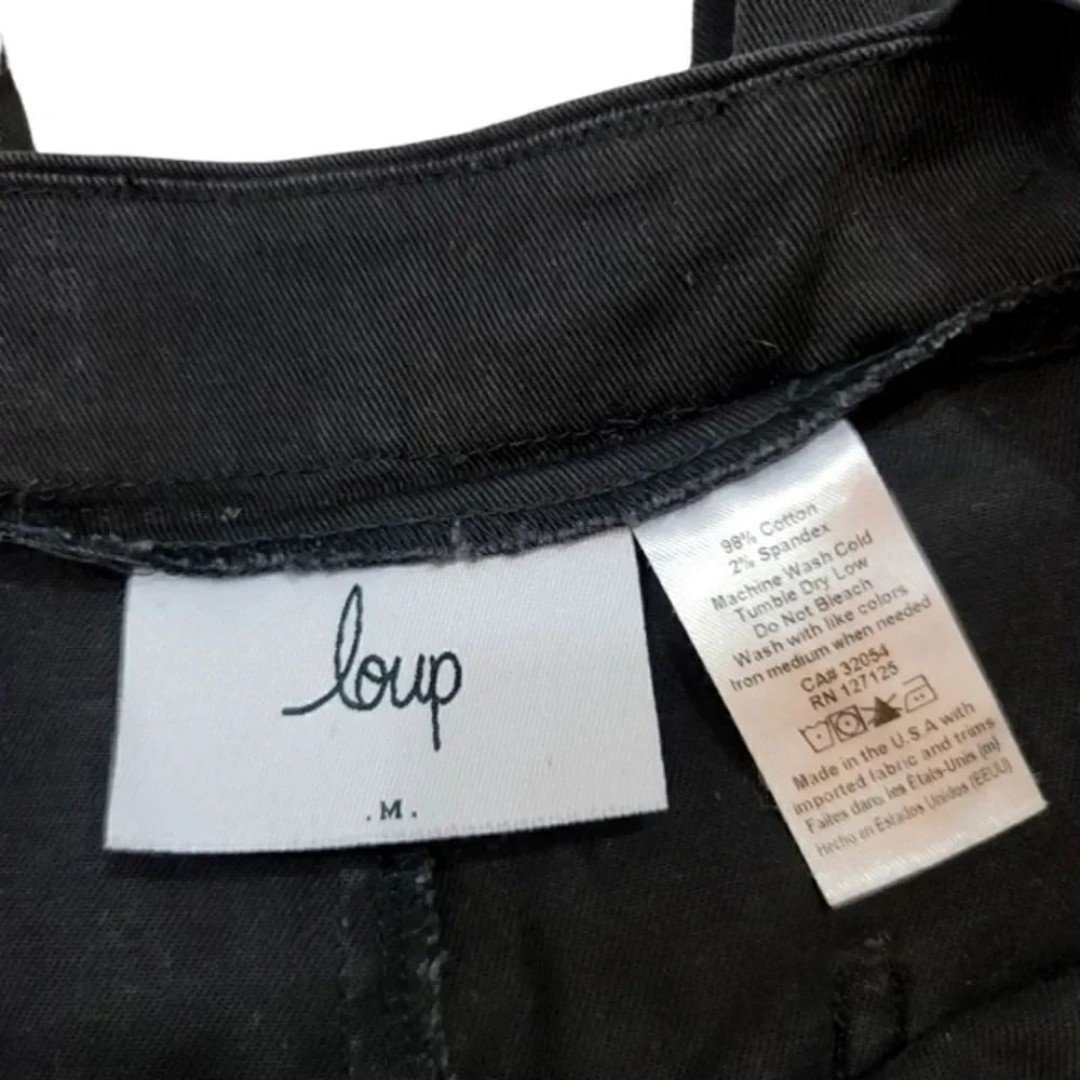 loup
. M .
98% Cotton
2% Spandex
Machine Wash Cold
Tumble Dry Low
Do Not Bleach
Wash with like colors
Iron medium when needed
CA# 32054
RN 127125
Made in the U.S.A with
imported fabric and trims
Faites dans les États-Unis (m)
Hecho en Estados Unidos (EEUU)